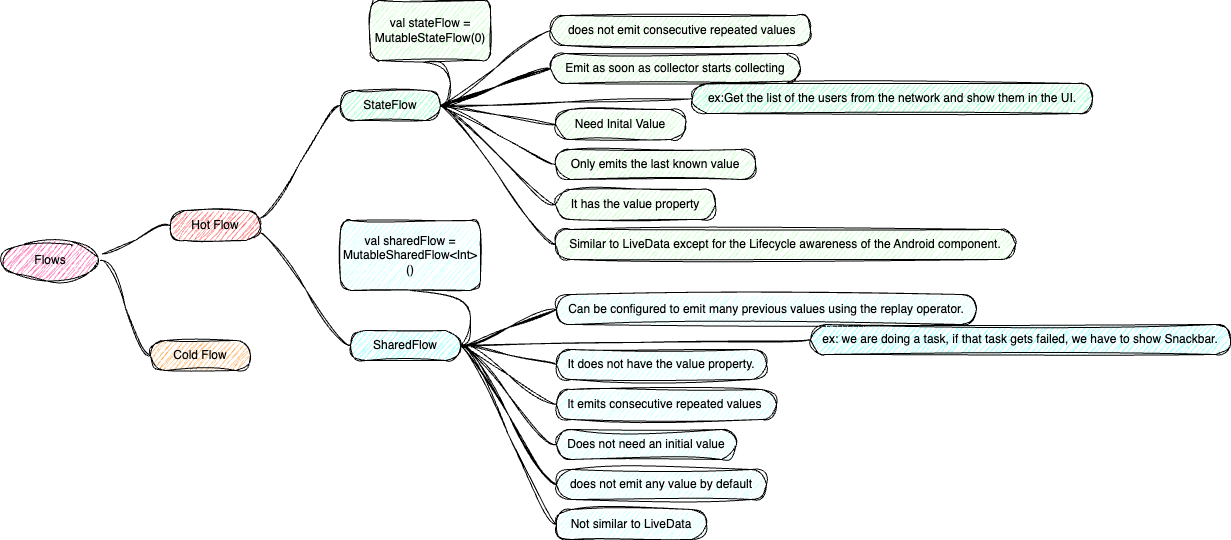 Flows
Hot Flow
Cold Flow
val stateFlow =
MutableStateFlow(0)
StateFlow
does not emit consecutive repeated values
Emit as soon as collector starts collecting
ex:Get the list of the users from the network and show them in the UI.
Need Inital Value
Only emits the last known value
It has the value property
Similar to LiveData except for the Lifecycle awareness of the Android component.
val sharedFlow =
MutableSharedFlow<Int>
()
SharedFlow
Can be configured to emit many previous values using the replay operator.
ex: we are doing a task, if that task gets failed, we have to show Snackbar.
It does not have the value property.
It emits consecutive repeated values
Does not need an initial value
does not emit any value by default
Not similar to LiveData